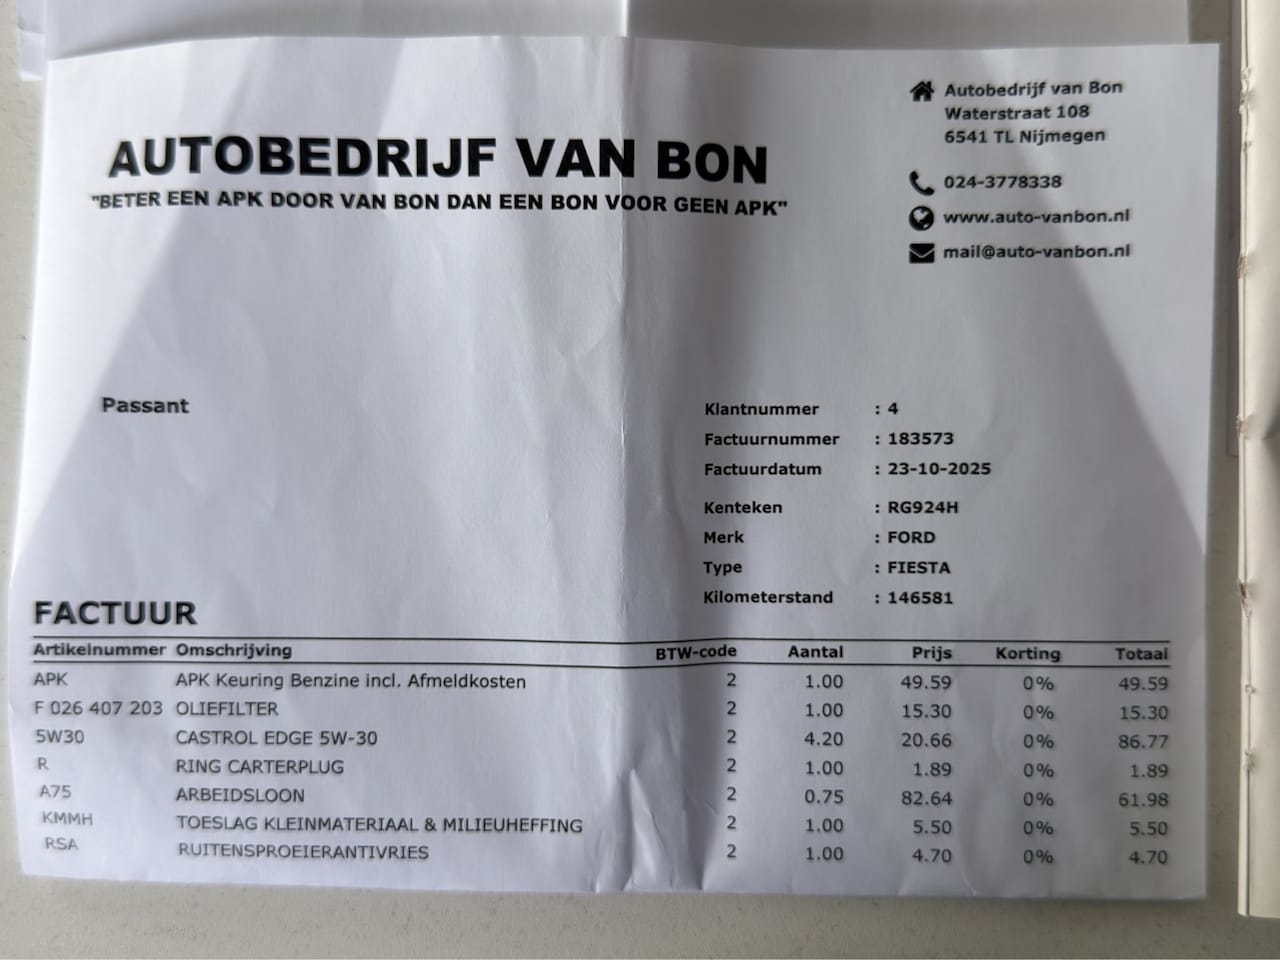 Autobedrijf van Bon
Waterstraat 108
6541 TL Nijmegen
AUTOBEDRIJF VAN BON
"BETER EEN APK DOOR VAN BON DAN EEN BON VOOR GEEN APK"
024-3778338
www.auto-vanbon.nl
mail@auto-vanbon.nl
Passant
Klantnummer : 4
Factuurnummer : 183573
Factuurdatum : 23-10-2025
Kenteken : RG924H
Merk : FORD
Type : FIESTA
Kilometerstand : 146581
FACTUUR
Artikelnummer Omschrijving BTW-code Aantal Prijs Korting Totaal
APK APK Keuring Benzine incl. Afmeldkosten 2 1.00 49.59 0% 49.59
F 026 407 203 OLIEFILTER 2 1.00 15.30 0% 15.30
5W30 CASTROL EDGE 5W-30 2 4.20 20.66 0% 86.77
R RING CARTERPLUG 2 1.00 1.89 0% 1.89
A75 ARBEIDSLOON 2 0.75 82.64 0% 61.98
KMMH TOESLAG KLEINMATERIAAL & MILIEUHEFFING 2 1.00 5.50 0% 5.50
RSA RUITENSPROEIERANTIVRIES 2 1.00 4.70 0% 4.70